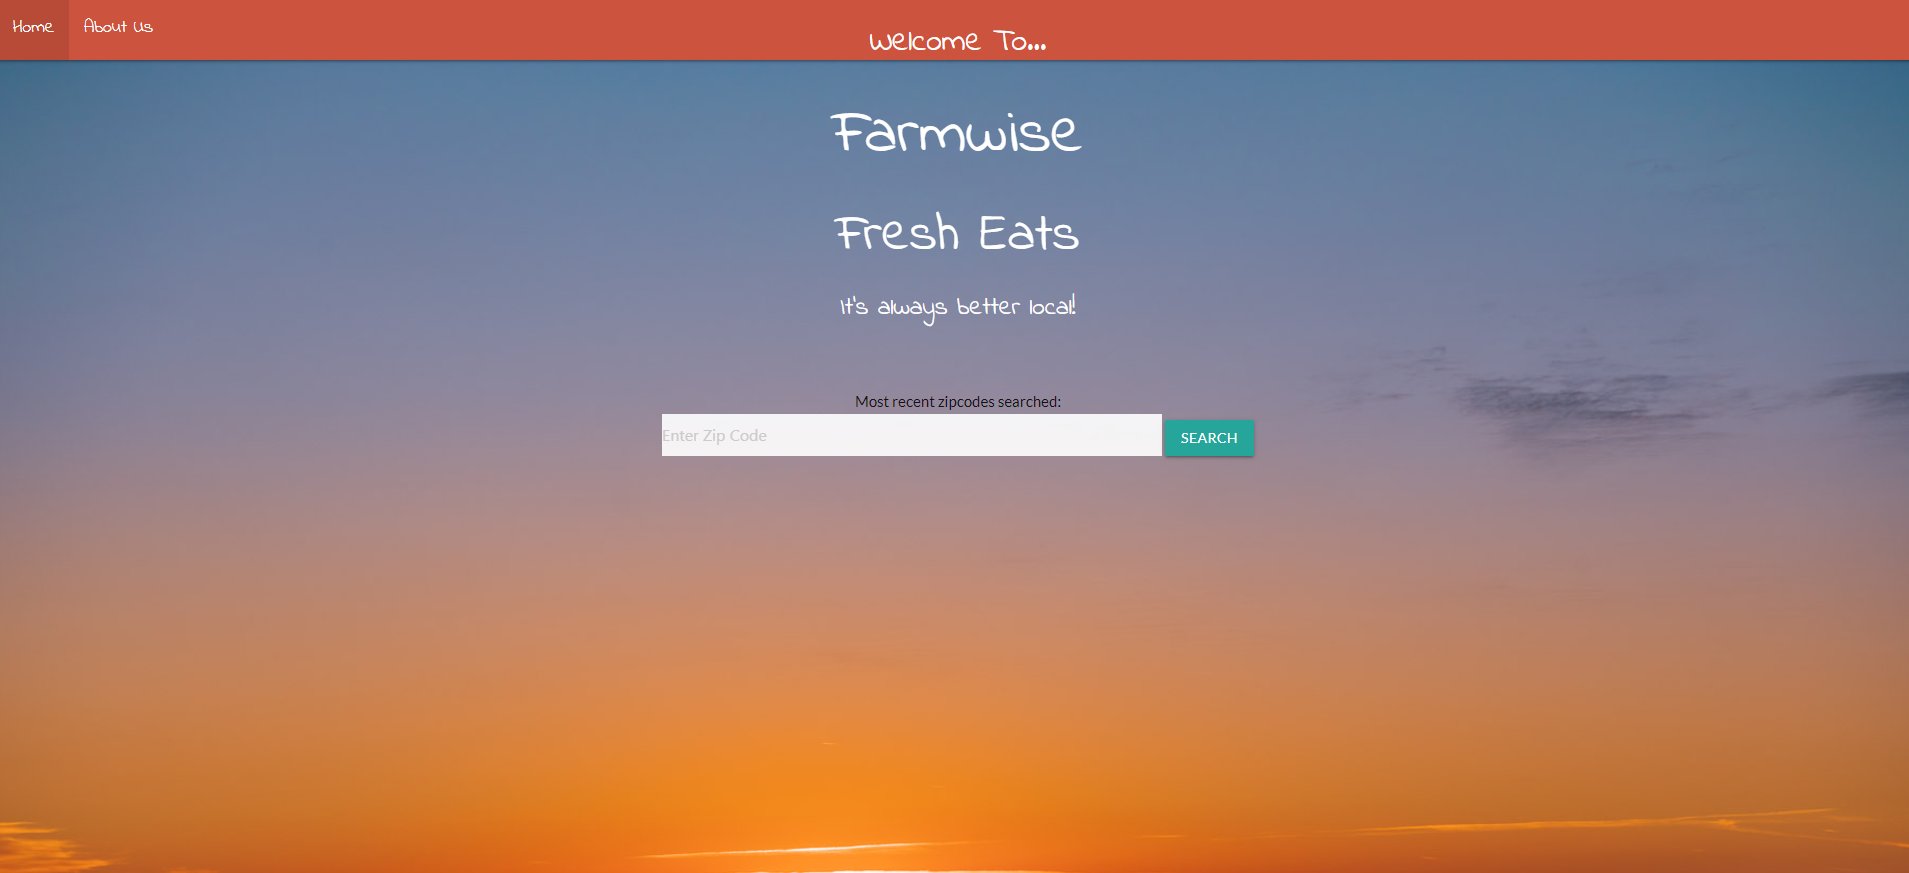 Home About Us
Welcome To...
Farmwise
Fresh Eats
It's always better local!
Most recent zipcodes searched:
Enter Zip Code SEARCH